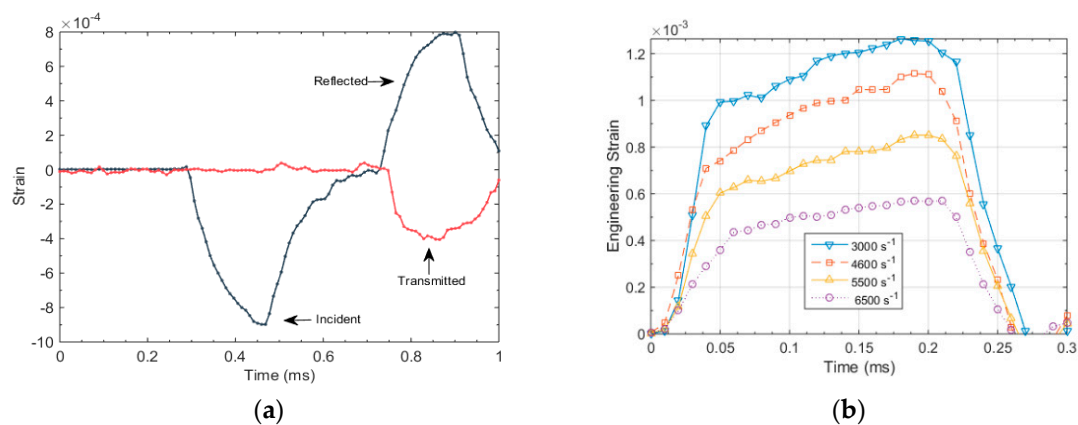 ×10⁻⁴
8
6
4
2
0
-2
-4
-6
-8
-10
Strain
Reflected
Transmitted
Incident
0 0.2 0.4 0.6 0.8 1
Time (ms)
(a)
×10⁻³
1.2
1
0.8
0.6
0.4
0.2
0
Engineering Strain
3000 s⁻¹
4600 s⁻¹
5500 s⁻¹
6500 s⁻¹
0 0.05 0.1 0.15 0.2 0.25 0.3
Time (ms)
(b)